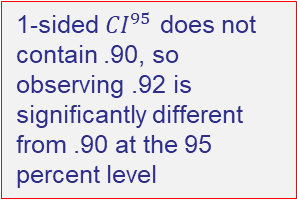 1-sided CI⁹⁵ does not
contain .90, so
observing .92 is
significantly different
from .90 at the 95
percent level